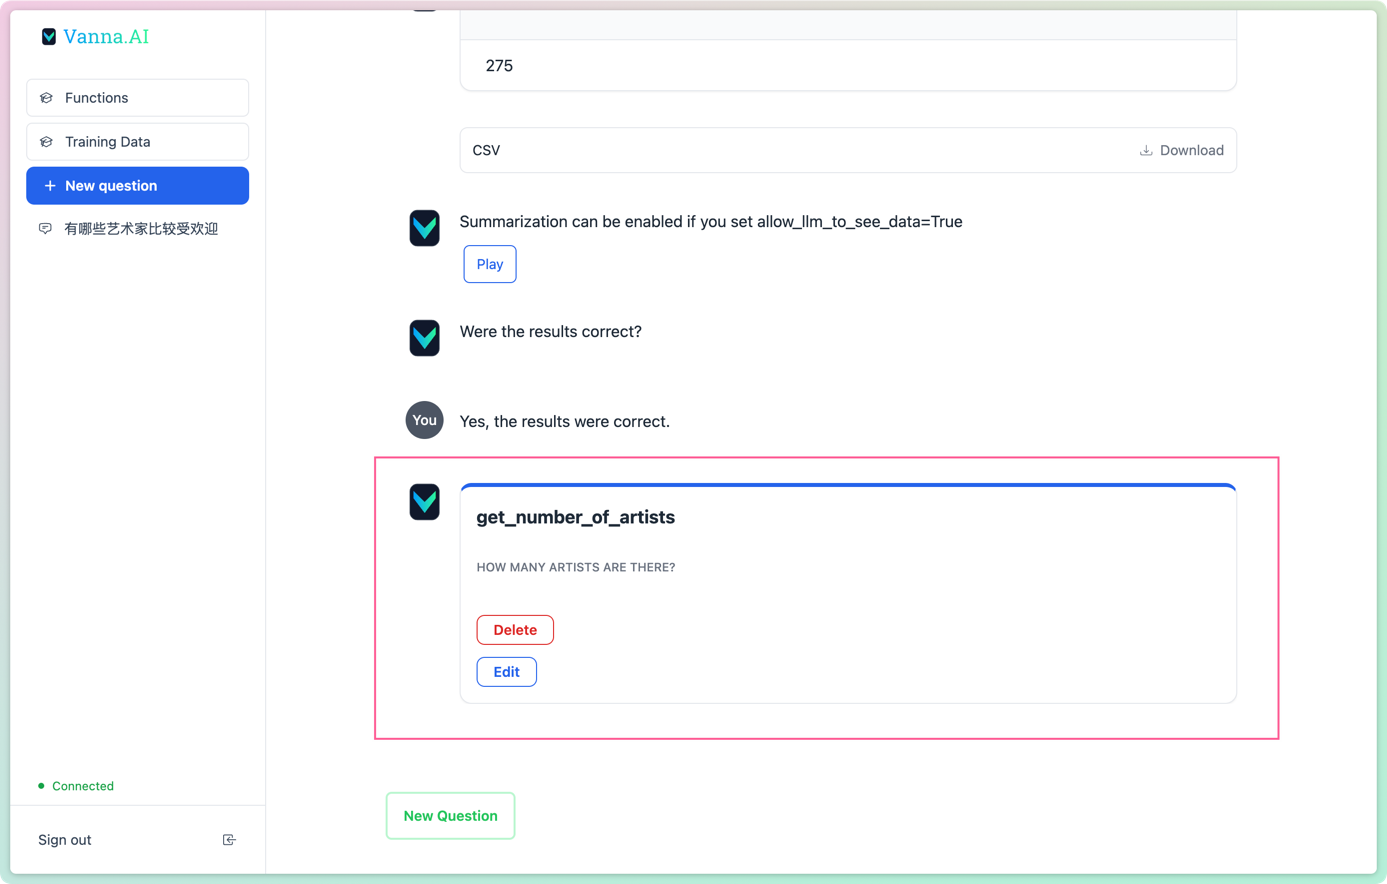 Vanna.AI
Functions
Training Data
+ New question
有哪些艺术家比较受欢迎
Connected
Sign out
275
CSV
Download
Summarization can be enabled if you set allow_llm_to_see_data=True
Play
Were the results correct?
You
Yes, the results were correct.
get_number_of_artists
HOW MANY ARTISTS ARE THERE?
Delete
Edit
New Question